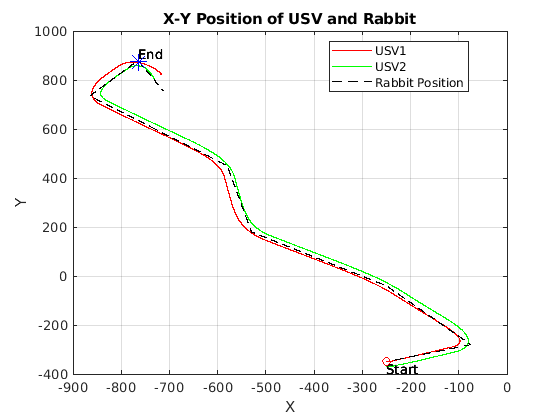 X-Y Position of USV and Rabbit
1000
End
USV1
USV2
Rabbit Position
800
600
400
Y
200
0
-200
-400
Start
-900 -800 -700 -600 -500 -400 -300 -200 -100 0
X